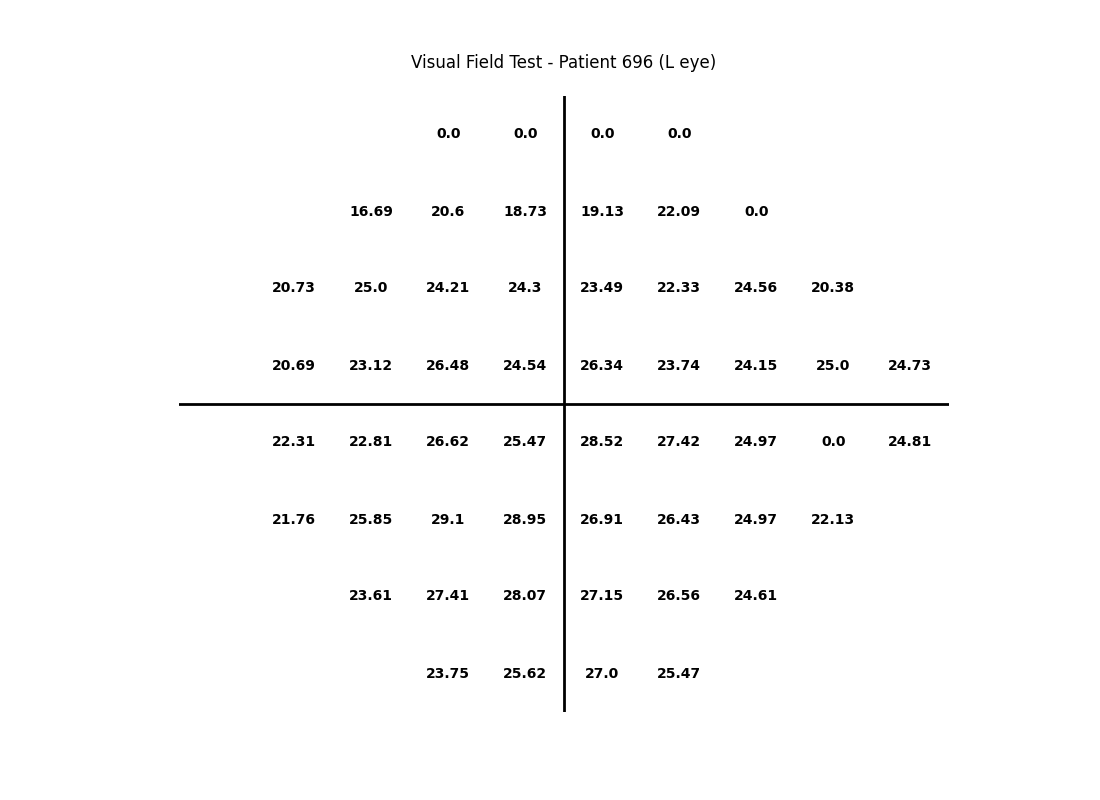 Visual Field Test - Patient 696 (L eye)
0.0 0.0 0.0 0.0
16.69 20.6 18.73 19.13 22.09 0.0
20.73 25.0 24.21 24.3 23.49 22.33 24.56 20.38
20.69 23.12 26.48 24.54 26.34 23.74 24.15 25.0 24.73
22.31 22.81 26.62 25.47 28.52 27.42 24.97 0.0 24.81
21.76 25.85 29.1 28.95 26.91 26.43 24.97 22.13
23.61 27.41 28.07 27.15 26.56 24.61
23.75 25.62 27.0 25.47